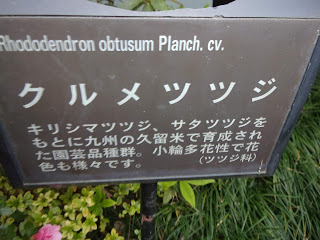 Rhododendron obtusum Planch. cv.
クルメツツジ
キリシマツツジ、サタツツジを
もとに九州の久留米で育成され
た園芸品種群。小輪多花性で花
色も様々です。 (ツツジ科)